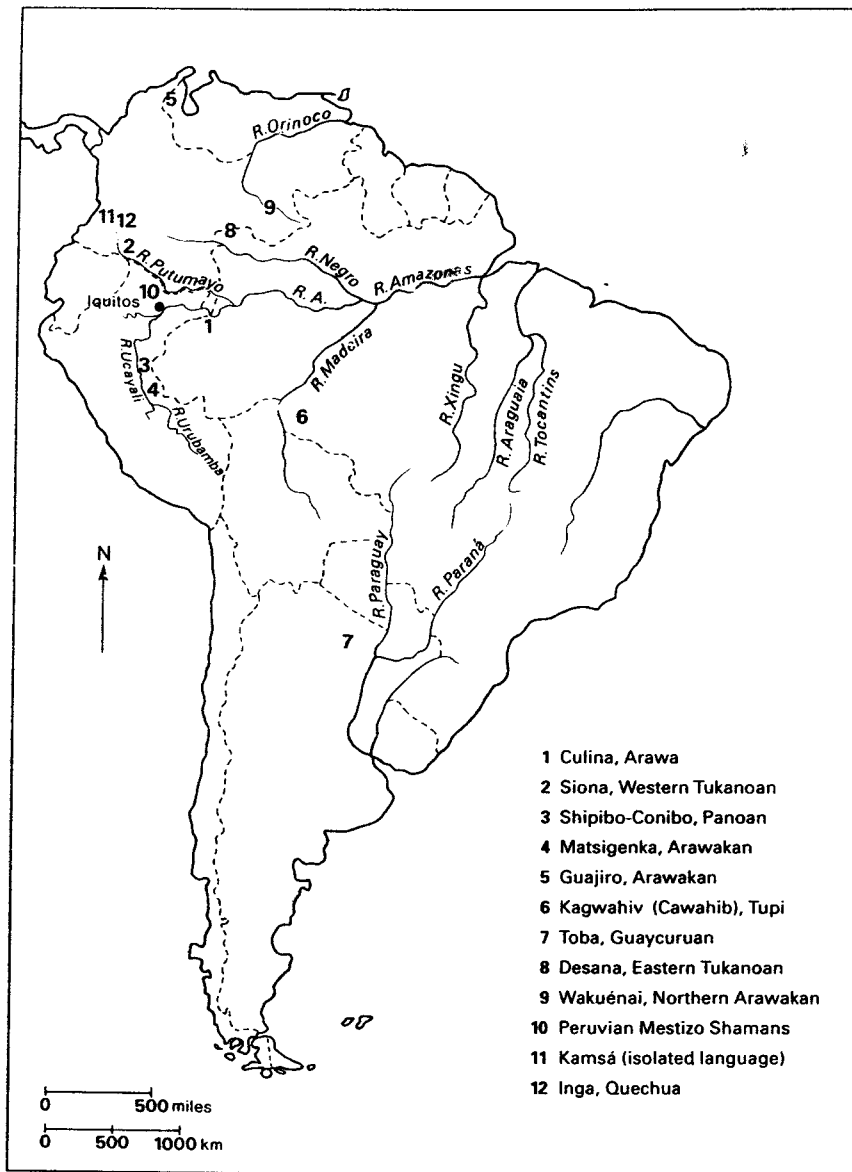 5
R.Orinoco
9
11 12
8
2
R.Putumayo
R.Negro
R.Amazonas
10
Iquitos
R.A.
1
R.Madeira
R.Ucayali
3
4
R.Urubamba
6
R.Xingu
R.Araguaia
R.Tocantins
N
R.Paraguay
R.Paraná
7
1 Culina, Arawa
2 Siona, Western Tukanoan
3 Shipibo-Conibo, Panoan
4 Matsigenka, Arawakan
5 Guajiro, Arawakan
6 Kagwahiv (Cawahib), Tupi
7 Toba, Guaycuruan
8 Desana, Eastern Tukanoan
9 Wakuénai, Northern Arawakan
10 Peruvian Mestizo Shamans
11 Kamsá (isolated language)
12 Inga, Quechua
0 500 miles
0 500 1000 km